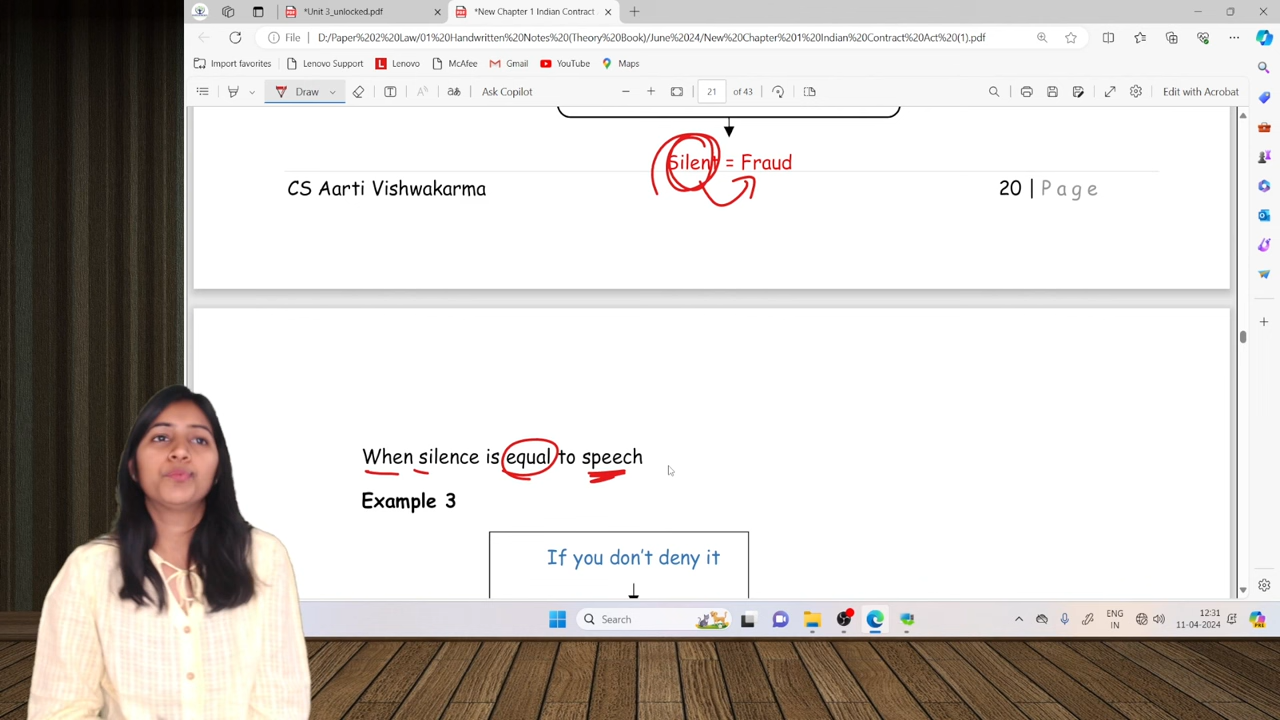 *Unit 3_unlocked.pdf
*New Chapter 1 Indian Contract
File
D:/Paper%202%20Law/01%20Handwritten%20Notes%20(Theory%20Book)/June%2024/New%20Chapter%201%20Indian%20Contract%20Act%20(1).pdf
Import favorites
Lenovo Support
L Lenovo
McAfee
Gmail
YouTube
Maps
Draw
Ask Copilot
21 of 43
Edit with Acrobat
Silent = Fraud
CS Aarti Vishwakarma
20 | Page
When silence is equal to speech
Example 3
If you don't deny it
Search
ENG
IN
12:31
11-04-2024